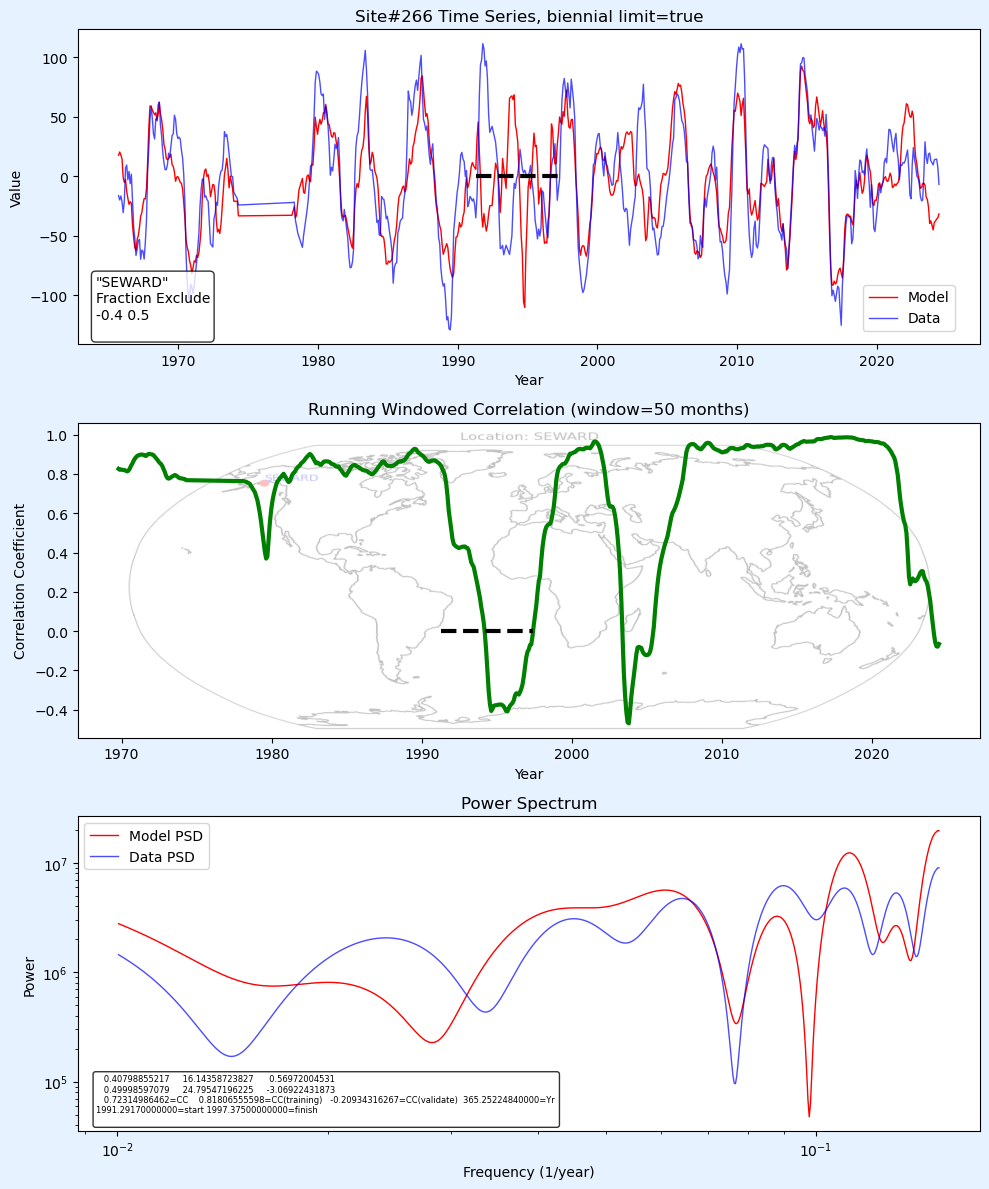 Site#266 Time Series, biennial limit=true
100
50
0
−50
−100
Value
"SEWARD"
Fraction Exclude
-0.4 0.5
Model
Data
1970 1980 1990 2000 2010 2020
Year
Running Windowed Correlation (window=50 months)
Location: SEWARD
SEWARD
1.0
0.8
0.6
0.4
0.2
0.0
−0.2
−0.4
Correlation Coefficient
1970 1980 1990 2000 2010 2020
Year
Power Spectrum
Model PSD
Data PSD
10^7
10^6
10^5
Power
0.40798855217 16.14358723827 0.56972004531
0.49998597079 24.79547196225 -3.06922431873
0.72314986462=CC 0.81806555598=CC(training) -0.20934316267=CC(validate) 365.25224840000=Yr
1991.29170000000=start 1997.37500000000=finish
10^−2 10^−1
Frequency (1/year)